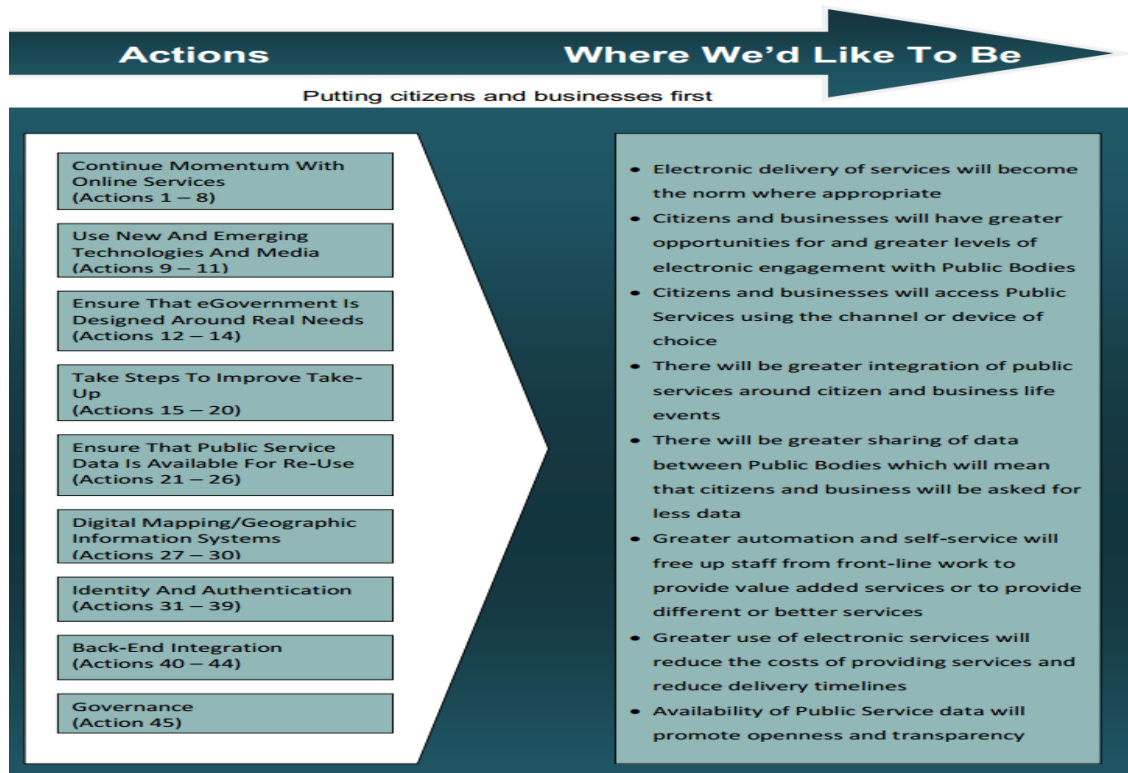 Actions
Where We'd Like To Be
Putting citizens and businesses first
Continue Momentum With
Online Services
(Actions 1 – 8)
Use New And Emerging
Technologies And Media
(Actions 9 – 11)
Ensure That eGovernment Is
Designed Around Real Needs
(Actions 12 – 14)
Take Steps To Improve Take-
Up
(Actions 15 – 20)
Ensure That Public Service
Data Is Available For Re-Use
(Actions 21 – 26)
Digital Mapping/Geographic
Information Systems
(Actions 27 – 30)
Identity And Authentication
(Actions 31 – 39)
Back-End Integration
(Actions 40 – 44)
Governance
(Action 45)
• Electronic delivery of services will become
the norm where appropriate
• Citizens and businesses will have greater
opportunities for and greater levels of
electronic engagement with Public Bodies
• Citizens and businesses will access Public
Services using the channel or device of
choice
• There will be greater integration of public
services around citizen and business life
events
• There will be greater sharing of data
between Public Bodies which will mean
that citizens and business will be asked for
less data
• Greater automation and self-service will
free up staff from front-line work to
provide value added services or to provide
different or better services
• Greater use of electronic services will
reduce the costs of providing services and
reduce delivery timelines
• Availability of Public Service data will
promote openness and transparency